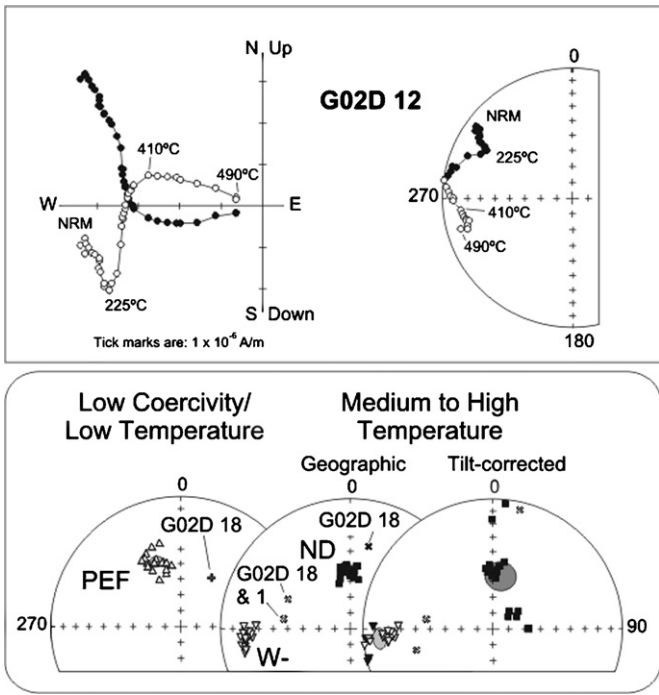 N Up
G02D 12
0
NRM
410ºC
225ºC
490ºC
W
E
270
410ºC
NRM
490ºC
225ºC
S Down
Tick marks are: 1 x 10⁻⁶ A/m
180
Low Coercivity/
Low Temperature
Medium to High
Temperature
Geographic
Tilt-corrected
0
0
0
G02D 18
G02D 18
ND
PEF
G02D 18
& 1
270
90
W-